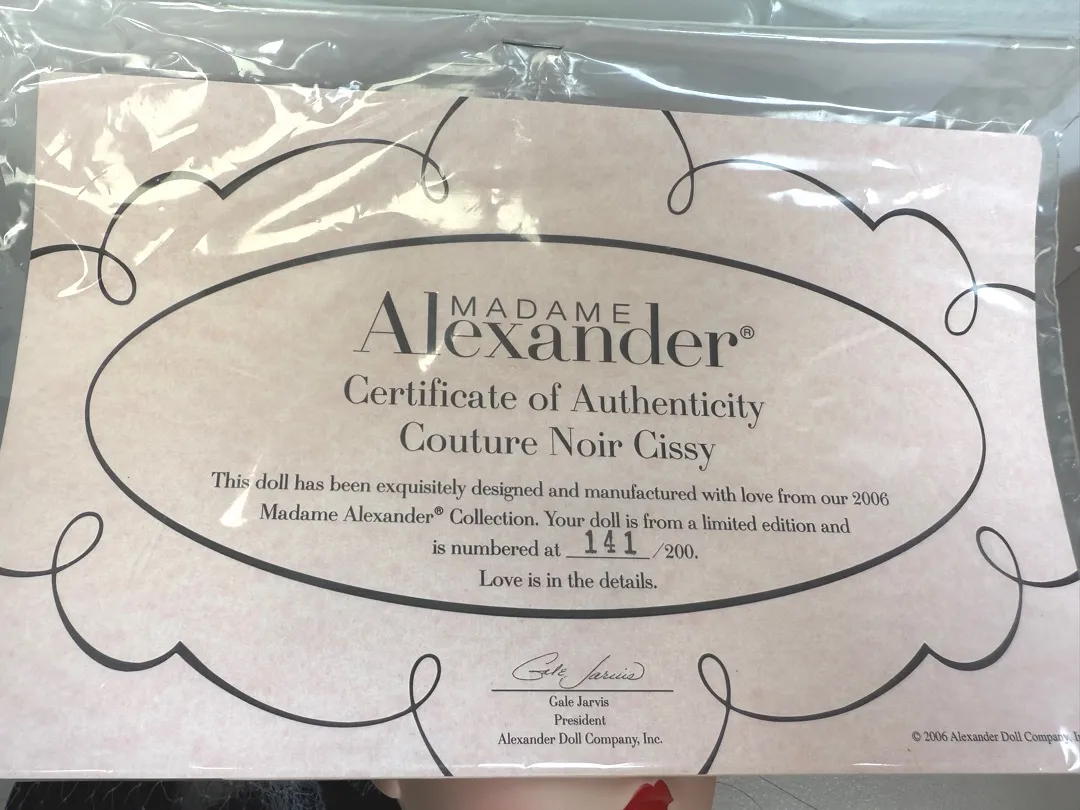 MADAME
Alexander®
Certificate of Authenticity
Couture Noir Cissy
This doll has been exquisitely designed and manufactured with love from our 2006
Madame Alexander® Collection. Your doll is from a limited edition and
is numbered at 141 /200.
Love is in the details.
Gale Jarvis
Gale Jarvis
President
Alexander Doll Company, Inc.
© 2006 Alexander Doll Company,